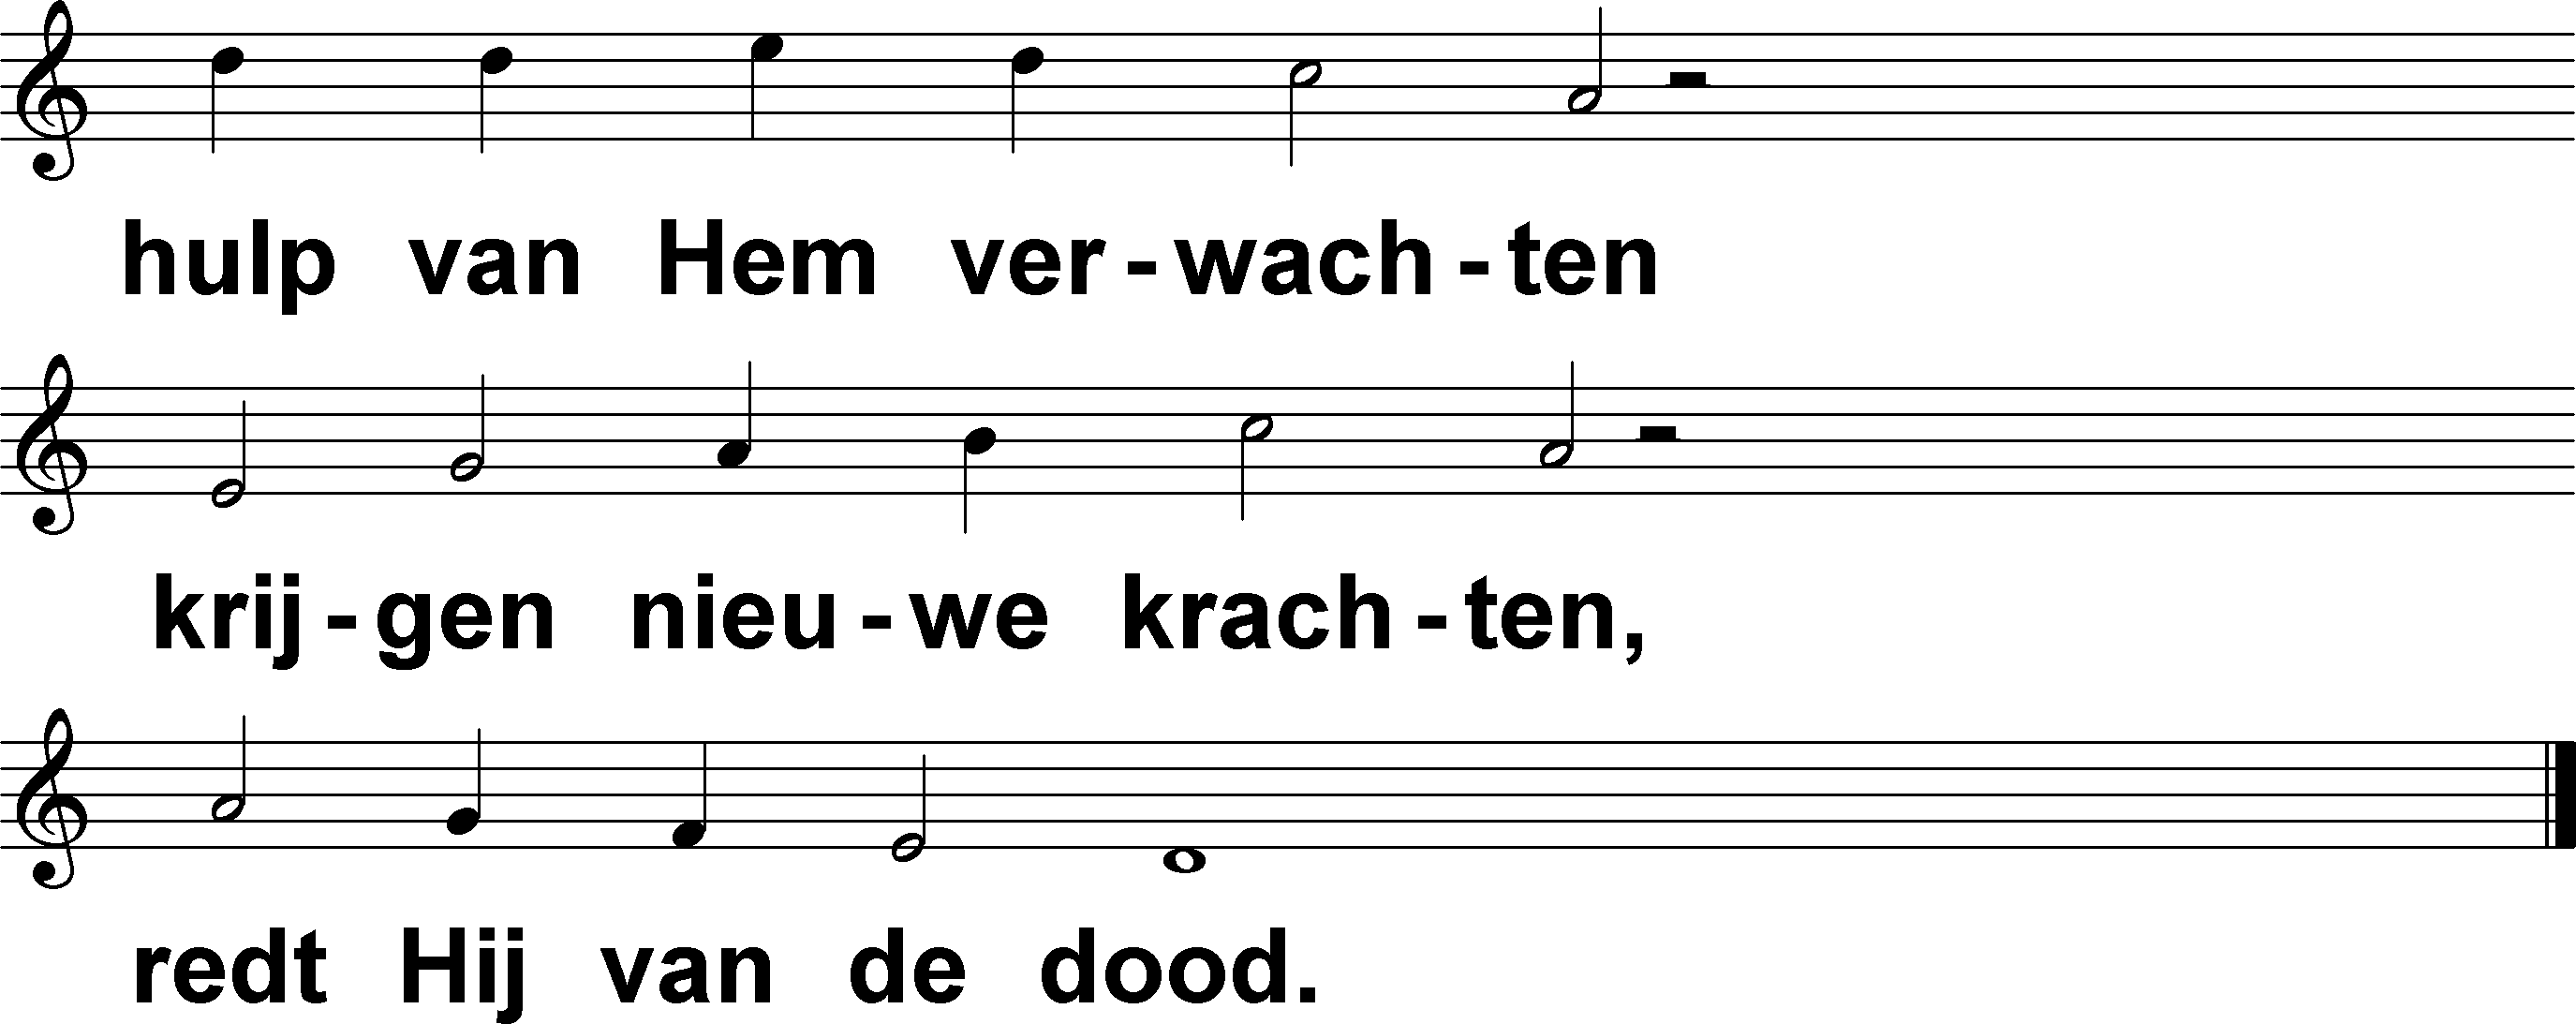 hulp van Hem ver-wach-ten
krij-gen nieu-we krach-ten,
redt Hij van de dood.